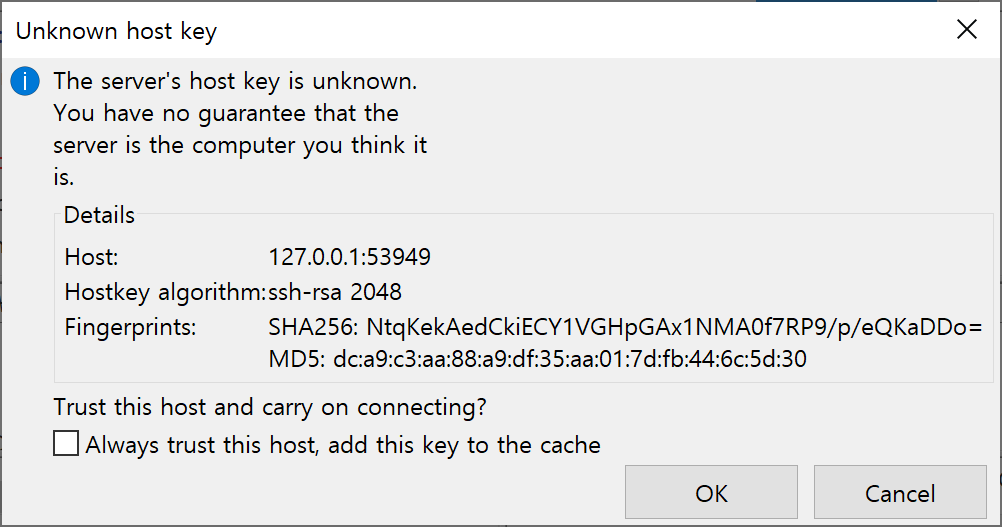 Unknown host key
The server's host key is unknown.
You have no guarantee that the
server is the computer you think it
is.
Details
Host: 127.0.0.1:53949
Hostkey algorithm: ssh-rsa 2048
Fingerprints: SHA256: NtqKekAedCkiECY1VGHpGAx1NMA0f7RP9/p/eQKaDDo=
MD5: dc:a9:c3:aa:88:a9:df:35:aa:01:7d:fb:44:6c:5d:30
Trust this host and carry on connecting?
Always trust this host, add this key to the cache
OK Cancel